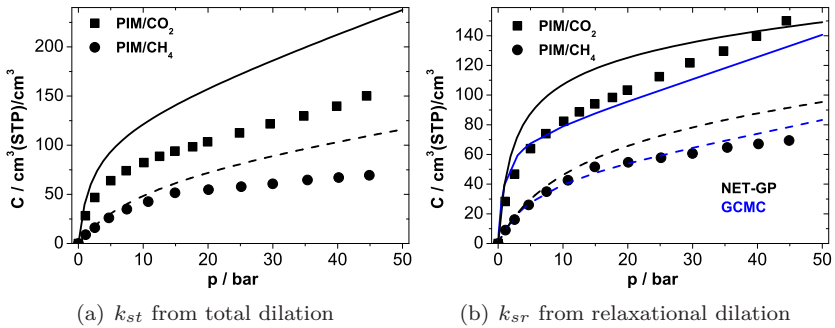 PIM/CO₂
PIM/CH₄
200
150
100
50
0
C / cm³(STP)/cm³
0 10 20 30 40 50
p / bar
(a) kₛₜ from total dilation
PIM/CO₂
PIM/CH₄
160
140
120
100
80
60
40
20
0
C / cm³(STP)/cm³
NET-GP
GCMC
0 10 20 30 40 50
p / bar
(b) kₛᵣ from relaxational dilation